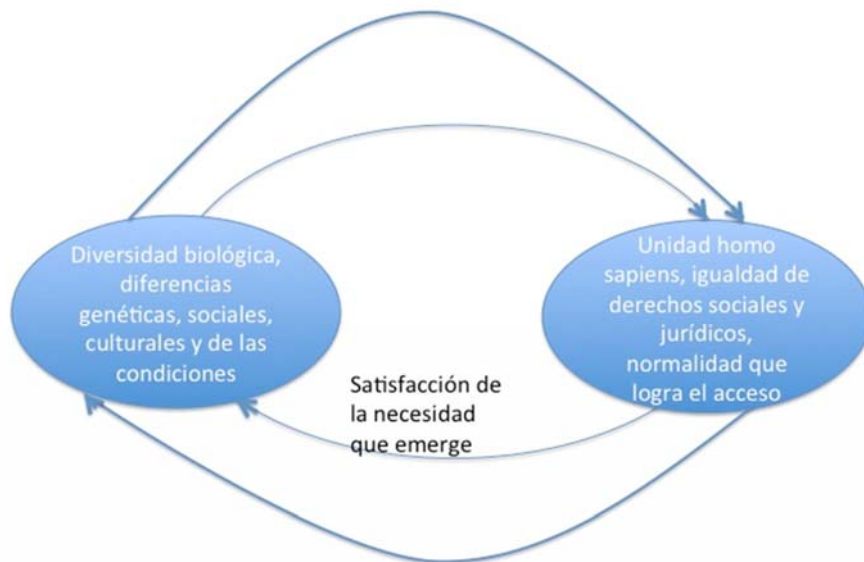 Diversidad biológica,
diferencias
genéticas, sociales,
culturales y de las
condiciones
Unidad homo
sapiens, igualdad de
derechos sociales y
jurídicos,
normalidad que
logra el acceso
Satisfacción de
la necesidad
que emerge